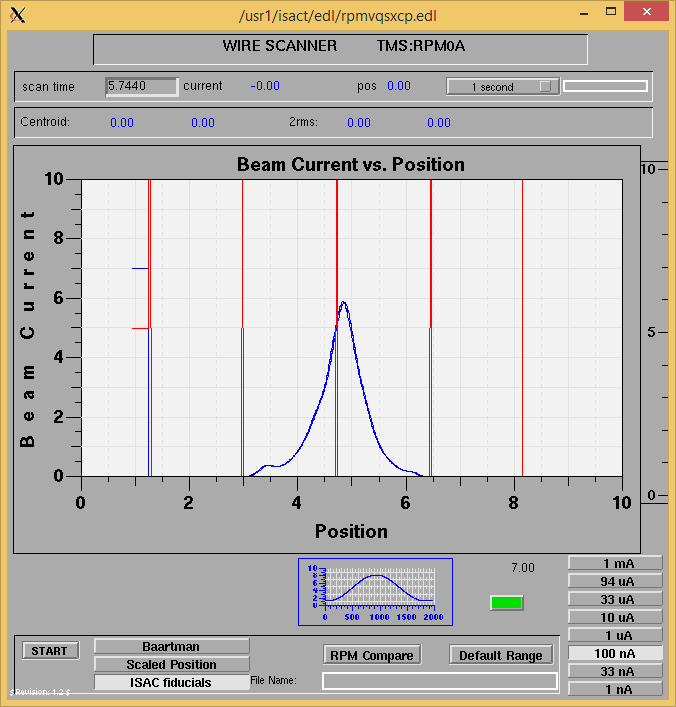 /usr1/isact/edl/rpmvqsxcp.edl
WIRE SCANNER TMS:RPM0A
scan time 5.7440 current -0.00 pos 0.00 1 second
Centroid: 0.00 0.00 2rms: 0.00 0.00
Beam Current vs. Position
10
8
6
4
2
0
Beam Current
0 2 4 6 8 10
Position
10
5
0
10
8
6
4
2
0
0 500 1000 1500 2000
7.00
1 mA
94 uA
33 uA
10 uA
1 uA
100 nA
33 nA
1 nA
START
Baartman
Scaled Position
ISAC fiducials
RPM Compare Default Range
File Name:
$Revision: 1.2 $